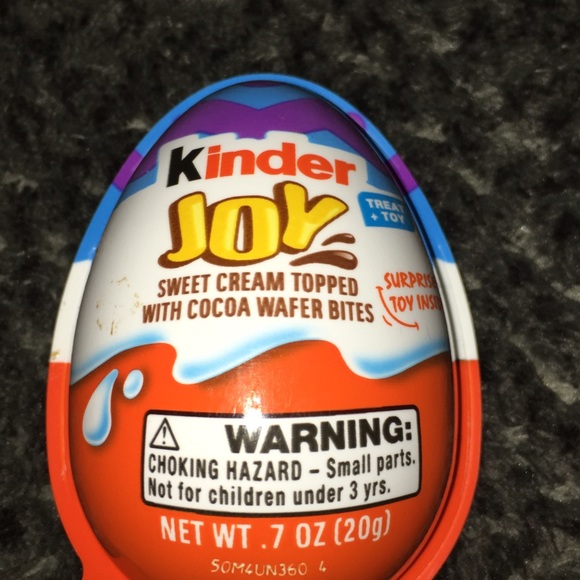 Kinder
JOY
TREAT
+ TOY
SWEET CREAM TOPPED
WITH COCOA WAFER BITES
SURPRISE
TOY
WARNING:
CHOKING HAZARD – Small parts.
Not for children under 3 yrs.
NET WT .7 OZ (20g)
50M4UN360 4